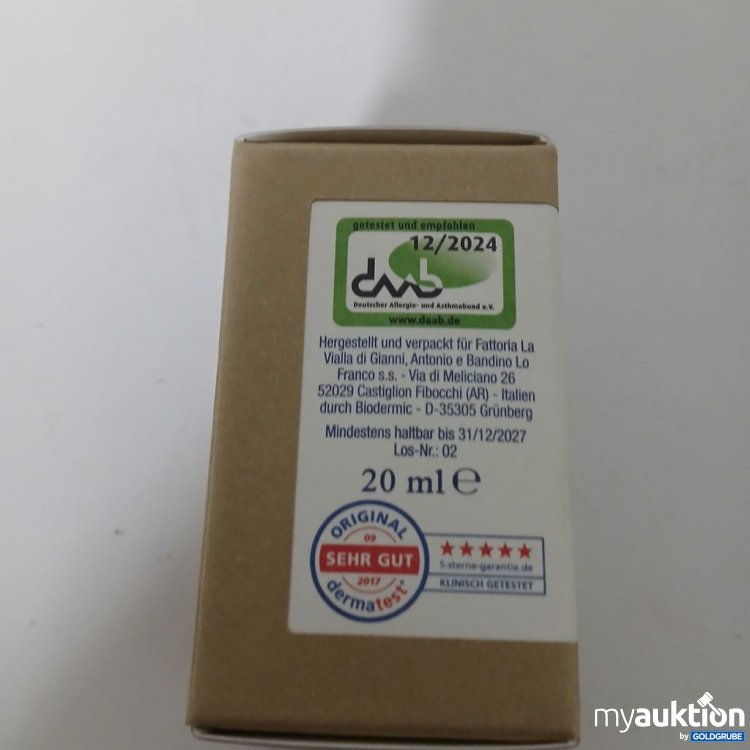 getestet und empfohlen
12/2024
daab
Deutscher Allergie- und Asthmabund e.V.
www.daab.de
Hergestellt und verpackt für Fattoria La
Vialla di Gianni, Antonio e Bandino Lo
Franco s.s. - Via di Meliciano 26
52029 Castiglion Fibocchi (AR) - Italien
durch Biodermic - D-35305 Grünberg
Mindestens haltbar bis 31/12/2027
Los-Nr.: 02
20 ml ℮
ORIGINAL
09
SEHR GUT
2017
dermatest®
5-sterne-garantie.de
KLINISCH GETESTET
myauktion
by GOLDGRUBE